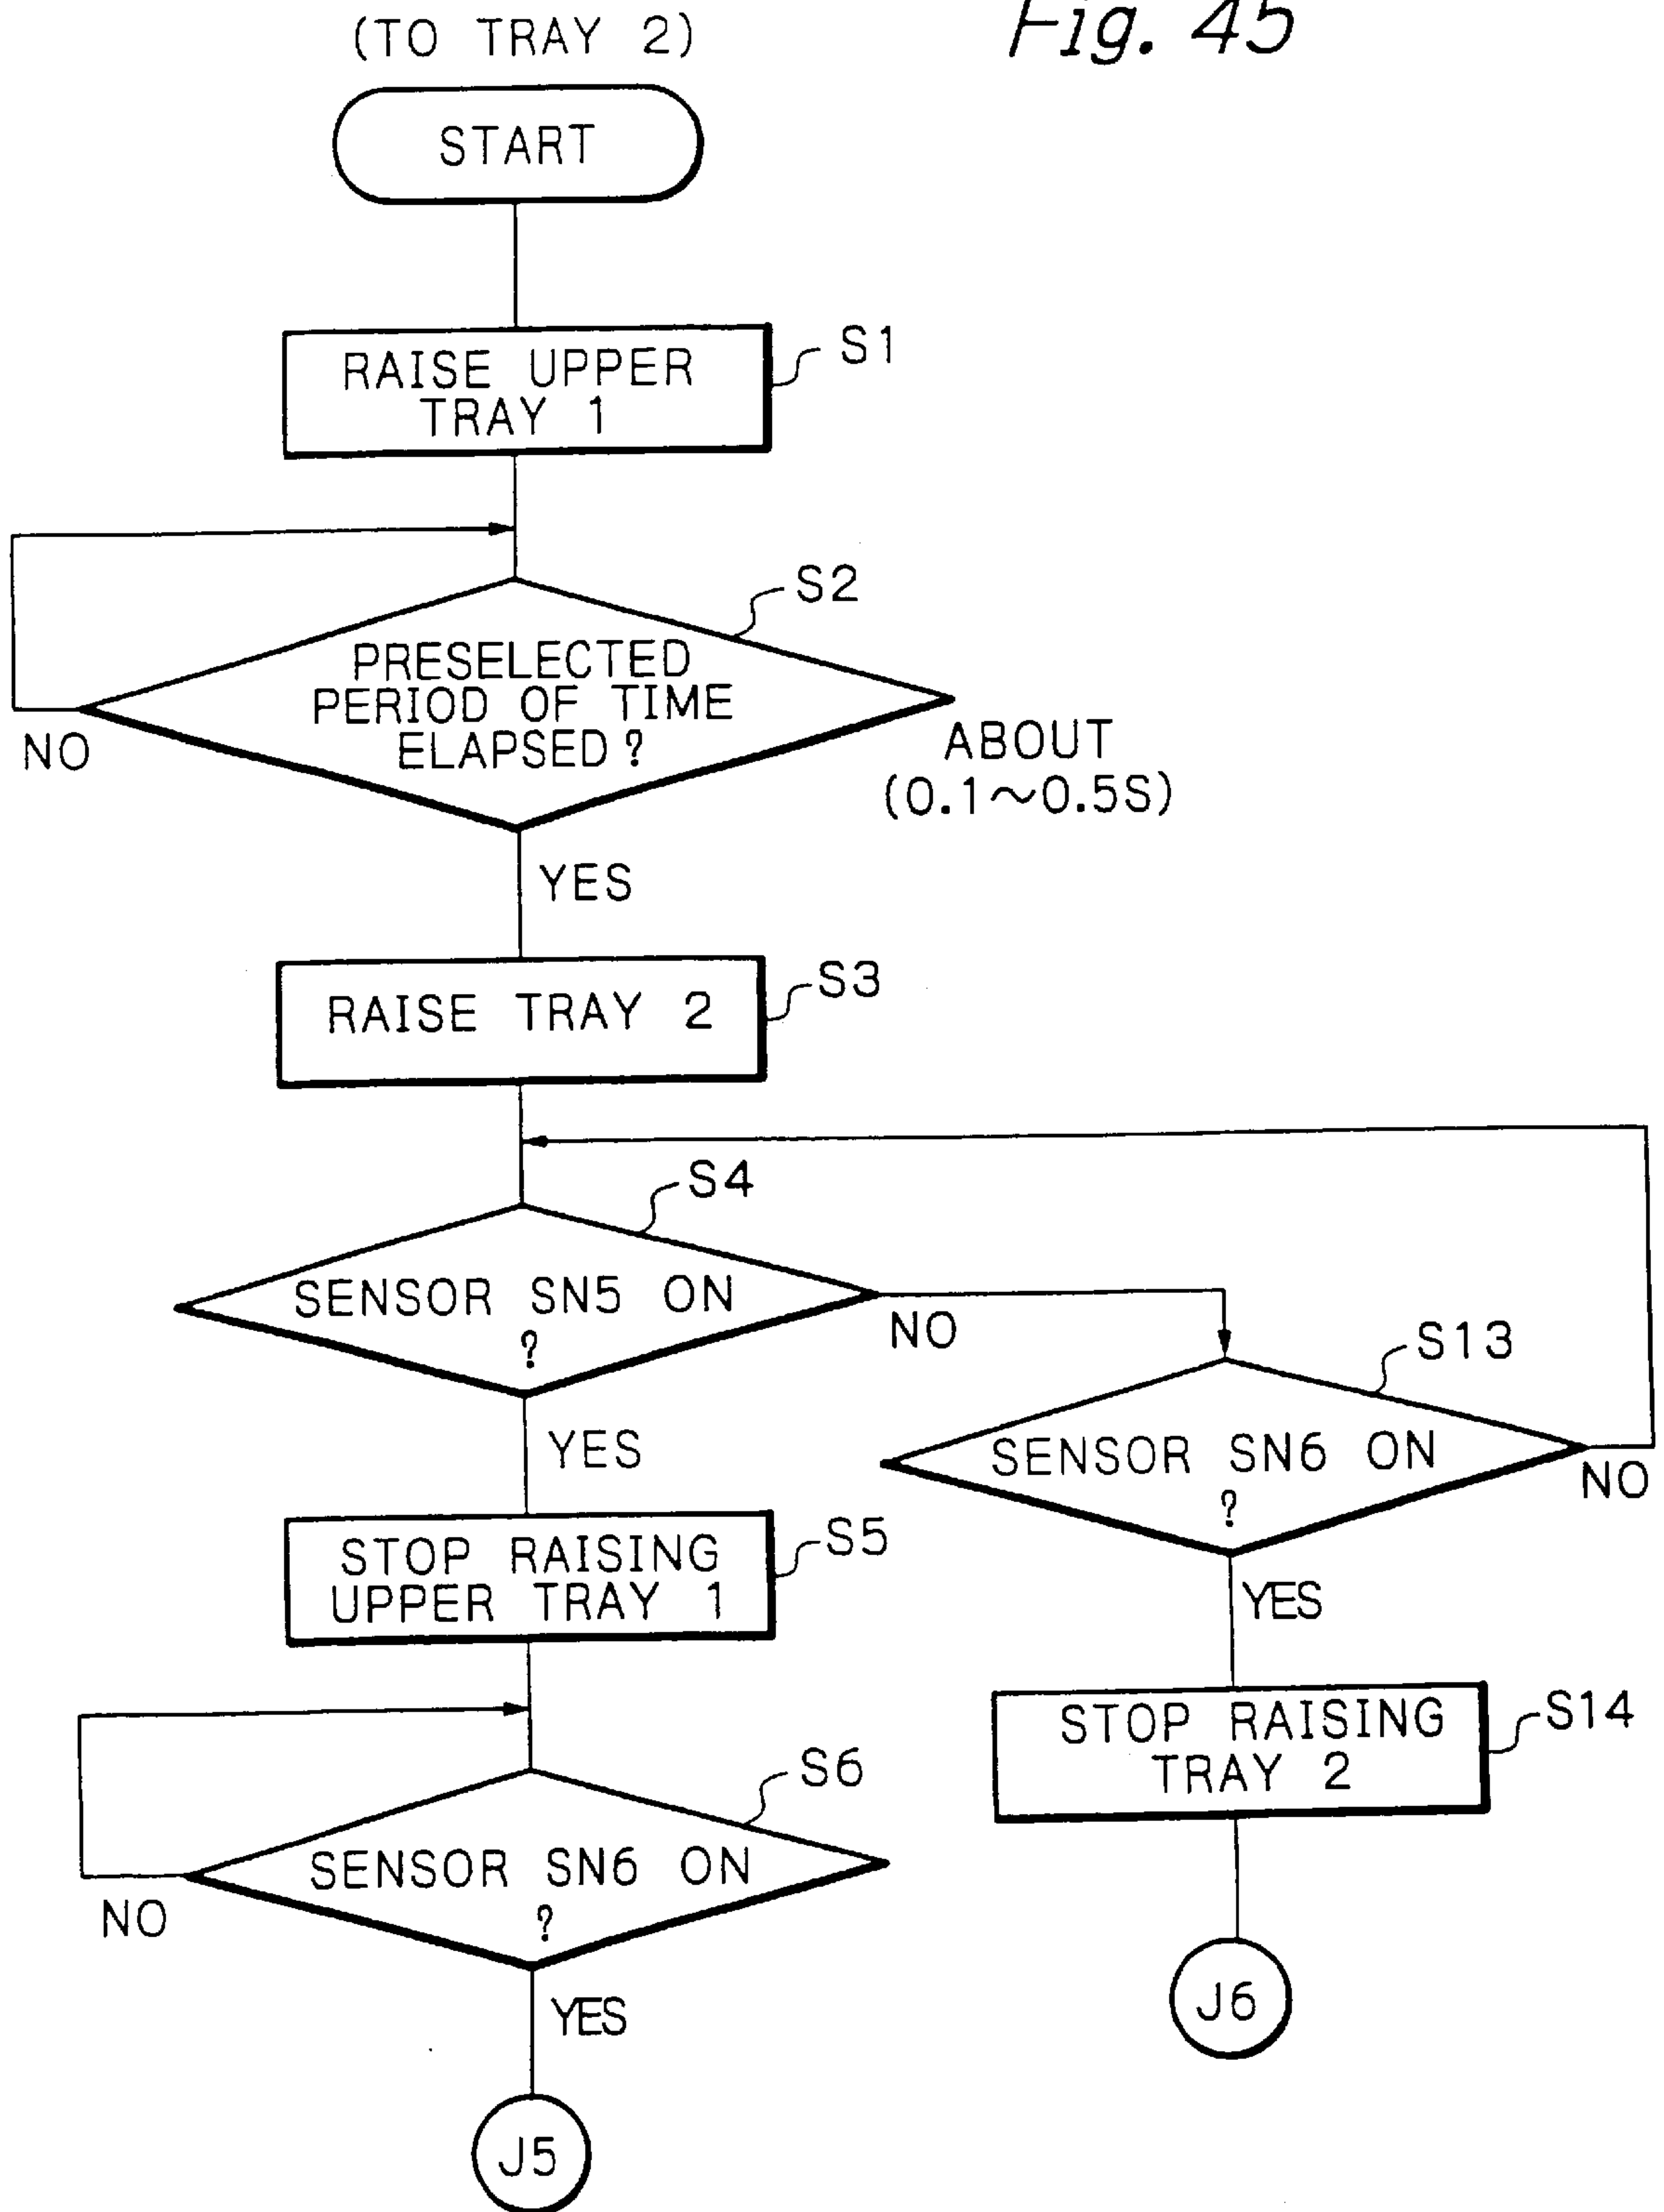 Fig. 45
(TO TRAY 2)
START
RAISE UPPER
TRAY 1
S1
PRESELECTED
PERIOD OF TIME
ELAPSED ?
S2
NO
ABOUT
(0.1~0.5S)
YES
RAISE TRAY 2
S3
S4
SENSOR SN5 ON
?
NO
YES
S13
SENSOR SN6 ON
?
NO
YES
STOP RAISING
UPPER TRAY 1
S5
STOP RAISING
TRAY 2
S14
S6
SENSOR SN6 ON
?
NO
YES
J6
J5